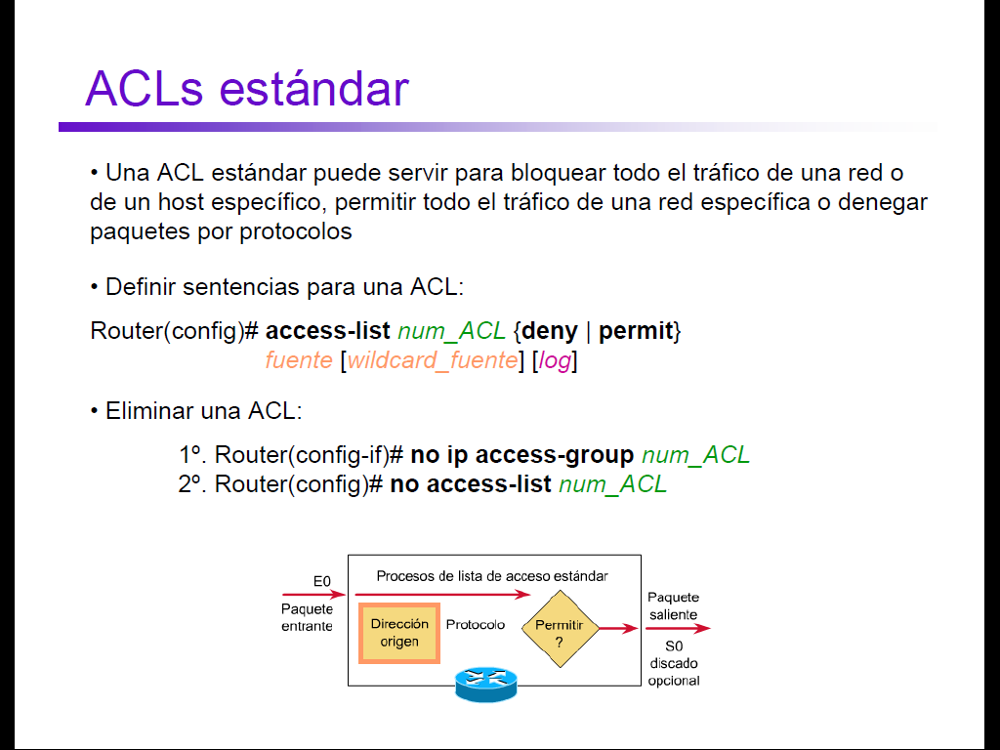 ACLs estándar
• Una ACL estándar puede servir para bloquear todo el tráfico de una red o
de un host específico, permitir todo el tráfico de una red específica o denegar
paquetes por protocolos
• Definir sentencias para una ACL:
Router(config)# access-list num_ACL {deny | permit}
fuente [wildcard_fuente] [log]
• Eliminar una ACL:
1º. Router(config-if)# no ip access-group num_ACL
2º. Router(config)# no access-list num_ACL
E0
Paquete
entrante
Procesos de lista de acceso estándar
Dirección
origen
Protocolo
Permitir
?
Paquete
saliente
S0
discado
opcional